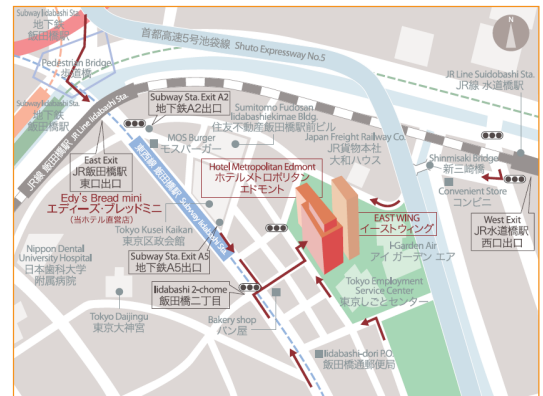 Subway Iidabashi Sta.
地下鉄
飯田橋駅
首都高速5号池袋線 Shuto Expressway No.5
N
Pedestrian Bridge
歩道橋
JR Line Suidobashi Sta.
JR線 水道橋駅
Subway Iidabashi Sta.
地下鉄
飯田橋駅
Subway Sta. Exit A2
地下鉄A2出口
Sumitomo Fudosan
Iidabashiekimae Bldg.
住友不動産飯田橋駅前ビル
MOS Burger
モスバーガー
Japan Freight Railway Co.
JR貨物本社
大和ハウス
JR線 飯田橋駅 JR Line Iidabashi Sta.
East Exit
JR飯田橋駅
東口出口
東西線 飯田橋駅 Subway Iidabashi Sta.
Hotel Metropolitan Edmont
ホテルメトロポリタン
エドモント
Shinmisaki Bridge
新三崎橋
Convenient Store
コンビニ
Edy's Bread mini
エディーズ・ブレッドミニ
(当ホテル直営店)
EAST WING
イーストウィング
West Exit
JR水道橋駅
西口出口
Tokyo Kusei Kaikan
東京区政会館
Nippon Dental
University Hospital
日本歯科大学
附属病院
Subway Sta. Exit A5
地下鉄A5出口
I-Garden Air
アイ ガーデン エア
Iidabashi 2-chome
飯田橋二丁目
Tokyo Employment
Service Center
東京しごとセンター
Tokyo Daijingu
東京大神宮
Bakery shop
パン屋
Iidabashi-dori P.O.
飯田橋通郵便局